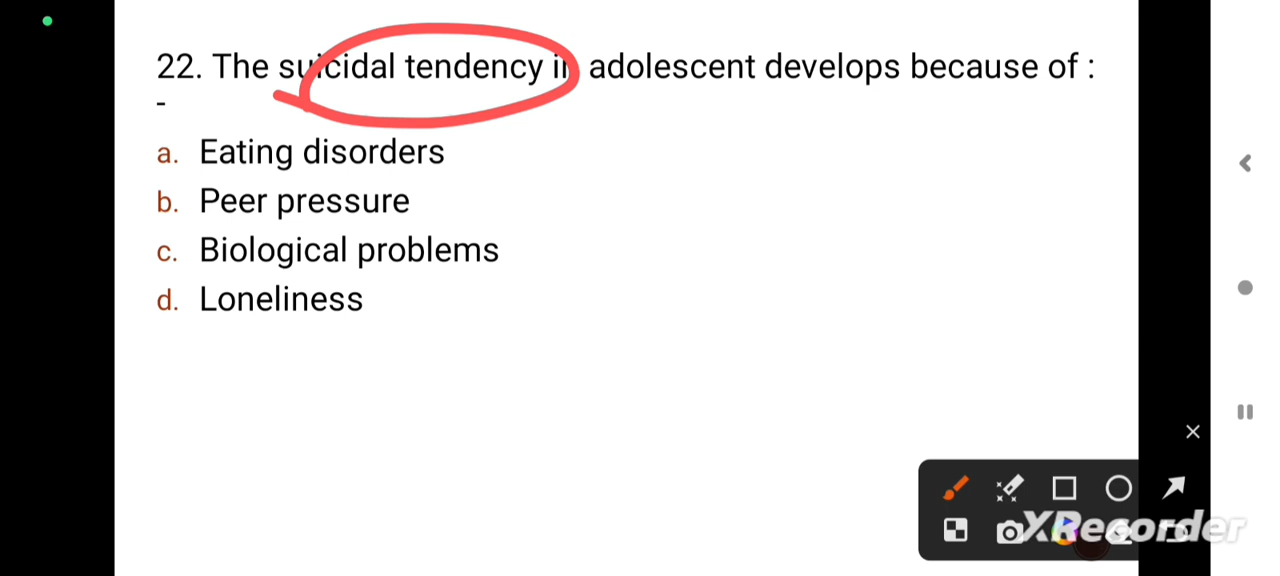 22. The suicidal tendency in adolescent develops because of :
-
a. Eating disorders
b. Peer pressure
c. Biological problems
d. Loneliness
XRecorder